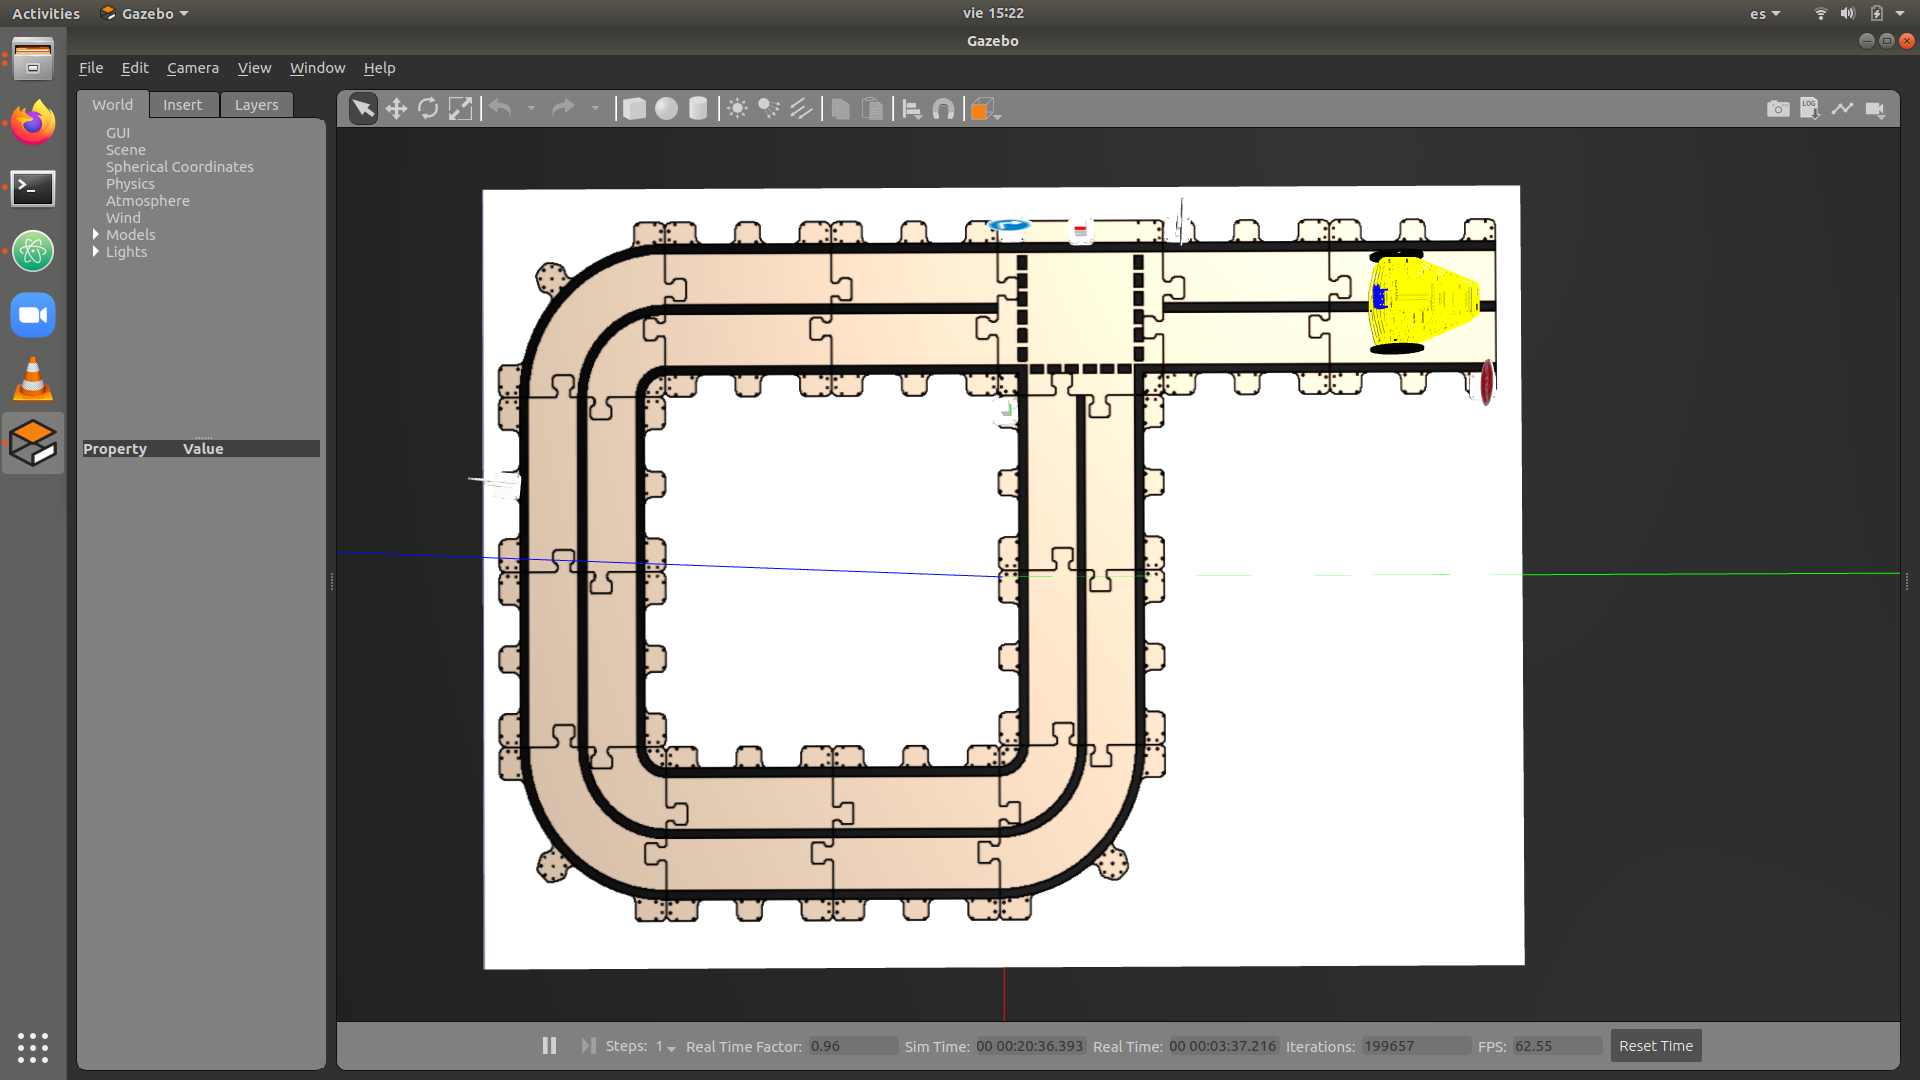 Activities Gazebo vie 15:22 es
Gazebo
File Edit Camera View Window Help
World Insert Layers
GUI
Scene
Spherical Coordinates
Physics
Atmosphere
Wind
Models
Lights
Property Value
LOG
Steps: 1 Real Time Factor: 0.96 Sim Time: 00 00:20:36.393 Real Time: 00 00:03:37.216 Iterations: 199657 FPS: 62.55 Reset Time